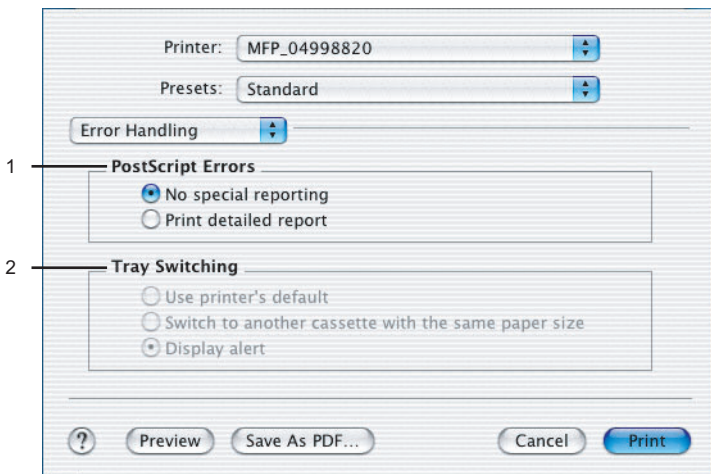 Printer: MFP_04998820
Presets: Standard
Error Handling
1 PostScript Errors
No special reporting
Print detailed report
2 Tray Switching
Use printer's default
Switch to another cassette with the same paper size
Display alert
? Preview Save As PDF... Cancel Print